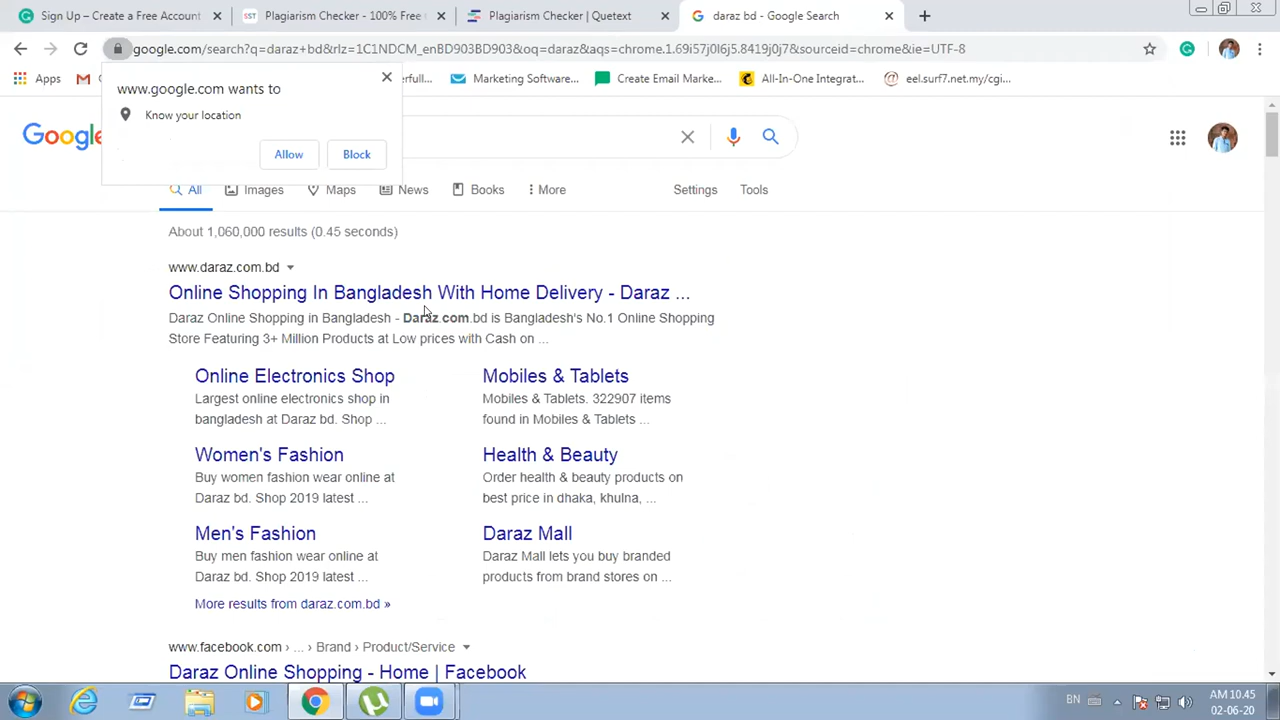 Sign Up – Create a Free Account
SST Plagiarism Checker - 100% Free
Plagiarism Checker | Quetext
daraz bd - Google Search
google.com/search?q=daraz+bd&rlz=1C1NDCM_enBD903BD903&oq=daraz&aqs=chrome.1.69i57j0l6j5.8419j0j7&sourceid=chrome&ie=UTF-8
Apps
Marketing Software...
Create Email Marke...
All-In-One Integrat...
eel.surf7.net.my/cgi...
www.google.com wants to
Know your location
Allow
Block
Google
All
Images
Maps
News
Books
More
Settings
Tools
About 1,060,000 results (0.45 seconds)
www.daraz.com.bd
Online Shopping In Bangladesh With Home Delivery - Daraz ...
Daraz Online Shopping in Bangladesh - Daraz.com.bd is Bangladesh's No.1 Online Shopping
Store Featuring 3+ Million Products at Low prices with Cash on ...
Online Electronics Shop
Largest online electronics shop in
bangladesh at Daraz bd. Shop ...
Mobiles & Tablets
Mobiles & Tablets. 322907 items
found in Mobiles & Tablets ...
Women's Fashion
Buy women fashion wear online at
Daraz bd. Shop 2019 latest ...
Health & Beauty
Order health & beauty products on
best price in dhaka, khulna, ...
Men's Fashion
Buy men fashion wear online at
Daraz bd. Shop 2019 latest ...
Daraz Mall
Daraz Mall lets you buy branded
products from brand stores on ...
More results from daraz.com.bd »
www.facebook.com › ... › Brand › Product/Service
Daraz Online Shopping - Home | Facebook
BN
AM 10.45
02-06-20